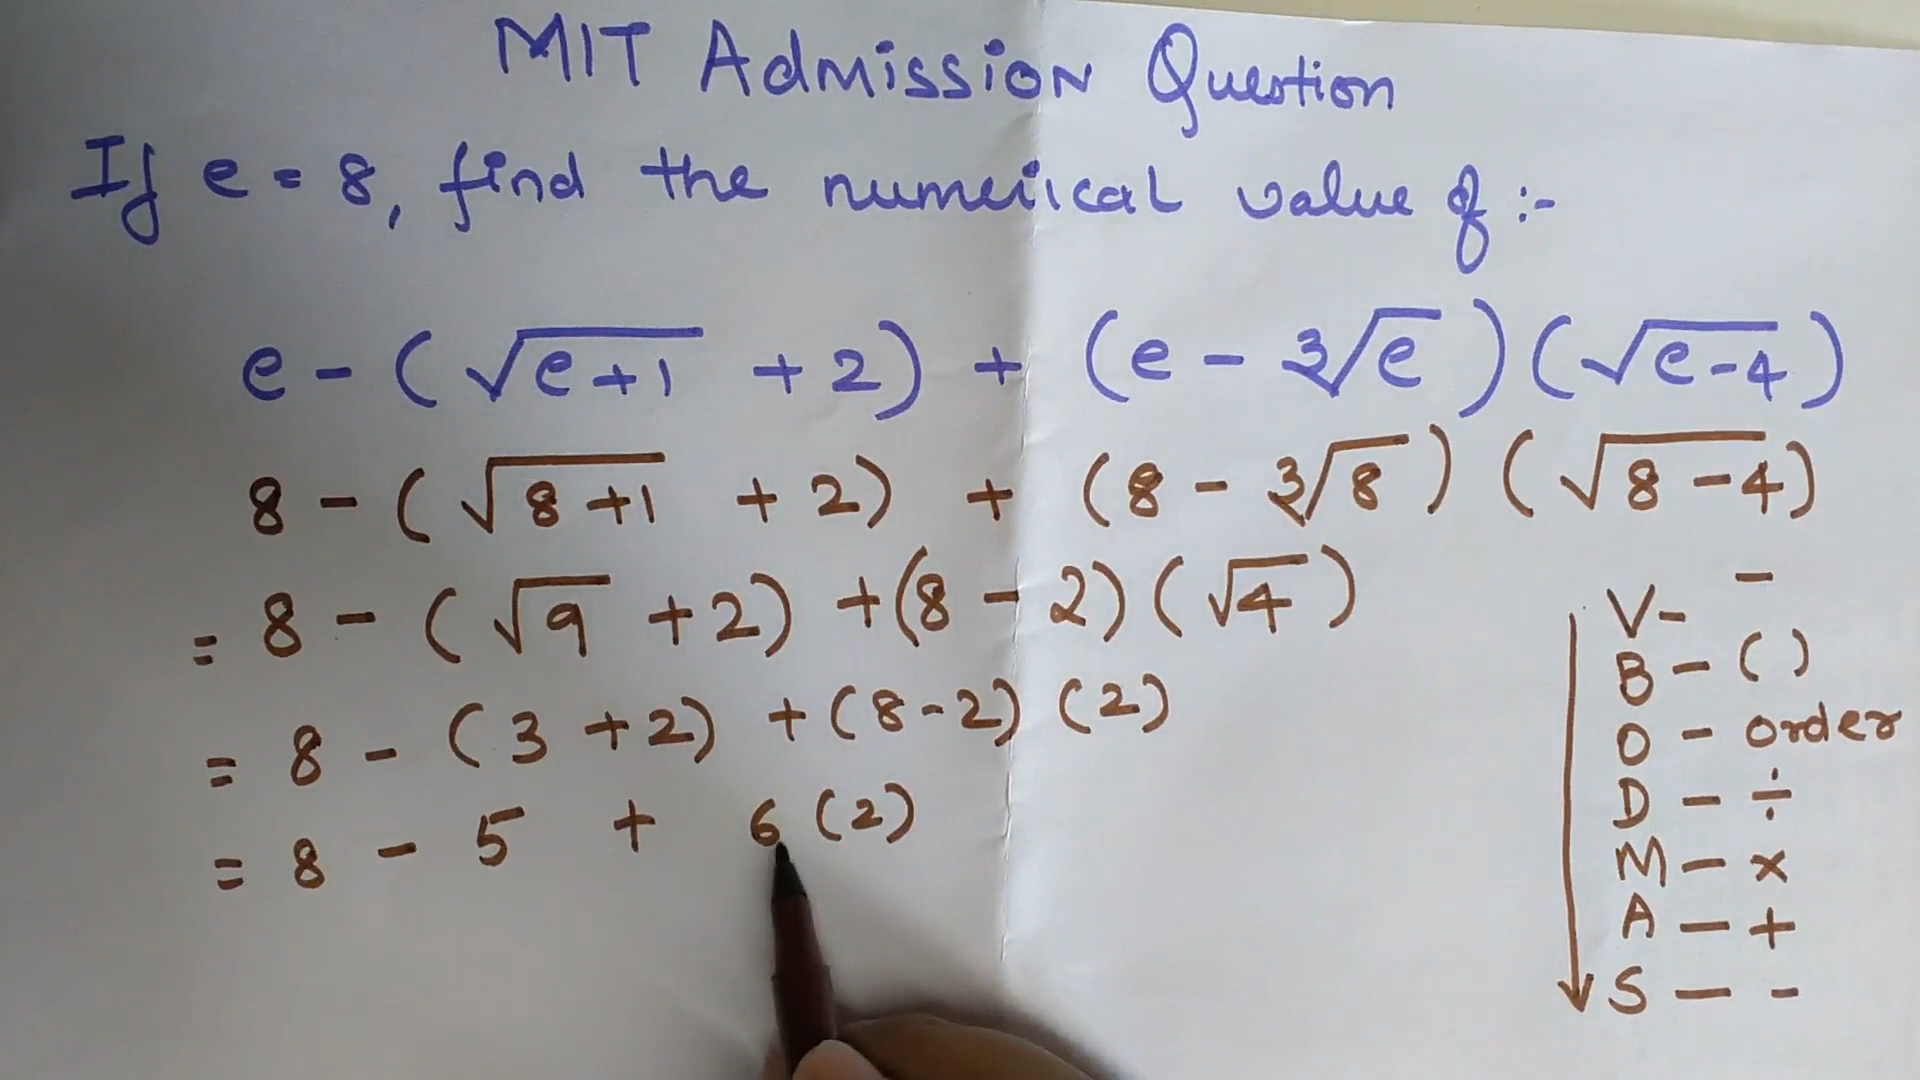 MIT Admission Question
If e = 8, find the numerical value of :-
e - (√(e+1) + 2) + (e - ∛e)(√(e-4))
8 - (√(8+1) + 2) + (8 - ∛8)(√(8-4))
= 8 - (√9 + 2) + (8 - 2)(√4)
= 8 - (3 + 2) + (8-2)(2)
= 8 - 5 + 6(2)
V- ¯
B - ( )
O - order
D - ÷
M - ×
A - +
S - -